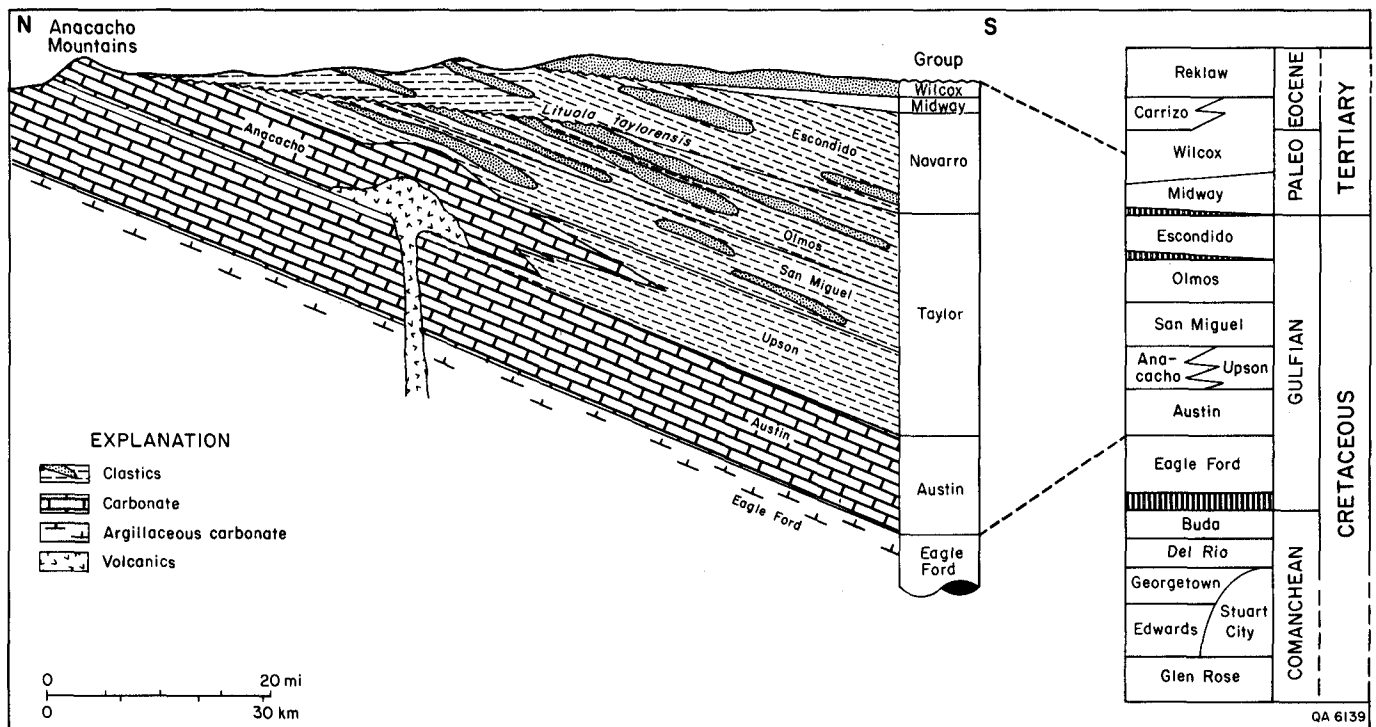 N
Anacacho
Mountains
S
Group
Wilcox
Midway
Navarro
Taylor
Austin
Eagle
Ford
Anacacho
Lituola Taylorensis
Escondido
Olmos
San Miguel
Upson
Austin
Eagle Ford
EXPLANATION
Clastics
Carbonate
Argillaceous carbonate
Volcanics
0 20 mi
0 30 km
Reklaw
Carrizo
Wilcox
Midway
Escondido
Olmos
San Miguel
Ana-
cacho
Upson
Austin
Eagle Ford
Buda
Del Rio
Georgetown
Edwards
Stuart
City
Glen Rose
EOCENE
PALEO
GULFIAN
COMANCHEAN
TERTIARY
CRETACEOUS
QA 6139